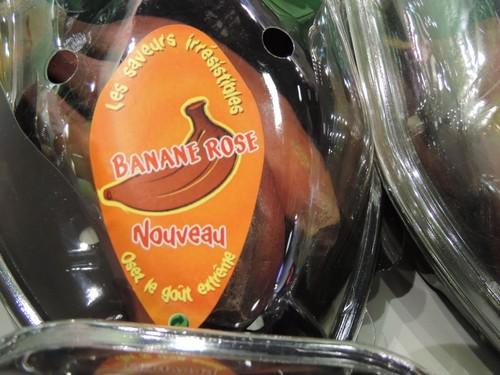 Les saveurs irrésistibles
BANANE ROSE
Nouveau
Osez le goût extrême